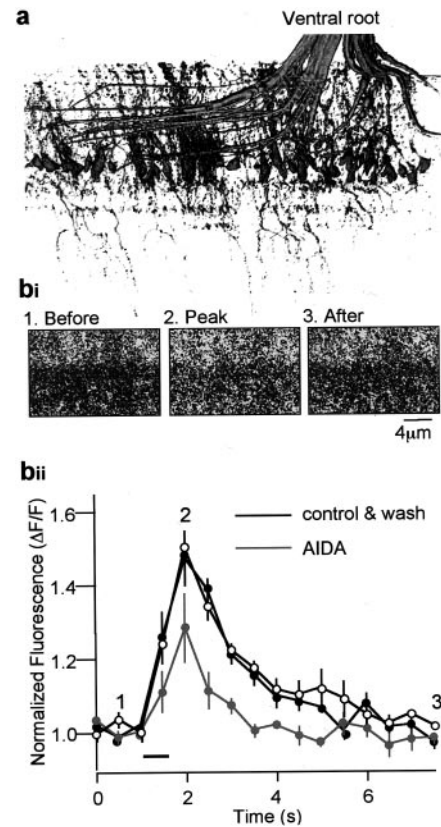 a
Ventral root
bi
1. Before
2. Peak
3. After
4μm
bii
Normalized Fluorescence (ΔF/F)
1.6
1.4
1.2
1.0
1
2
3
control & wash
AIDA
0
2
4
6
Time (s)